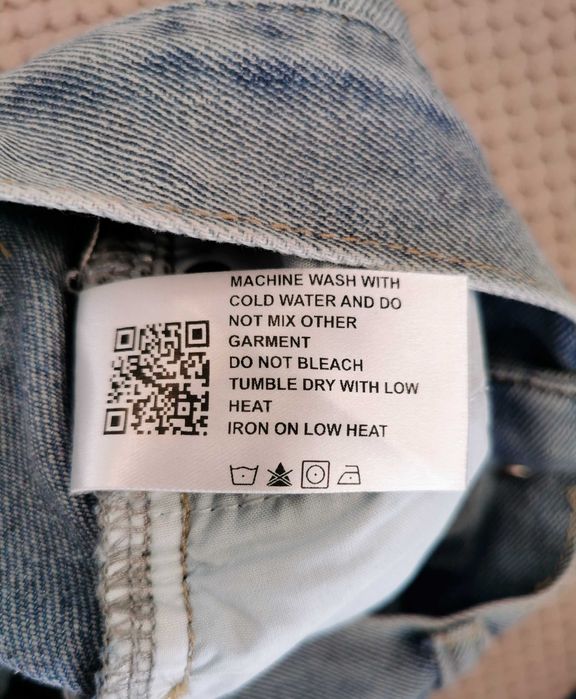 MACHINE WASH WITH
COLD WATER AND DO
NOT MIX OTHER
GARMENT
DO NOT BLEACH
TUMBLE DRY WITH LOW
HEAT
IRON ON LOW HEAT